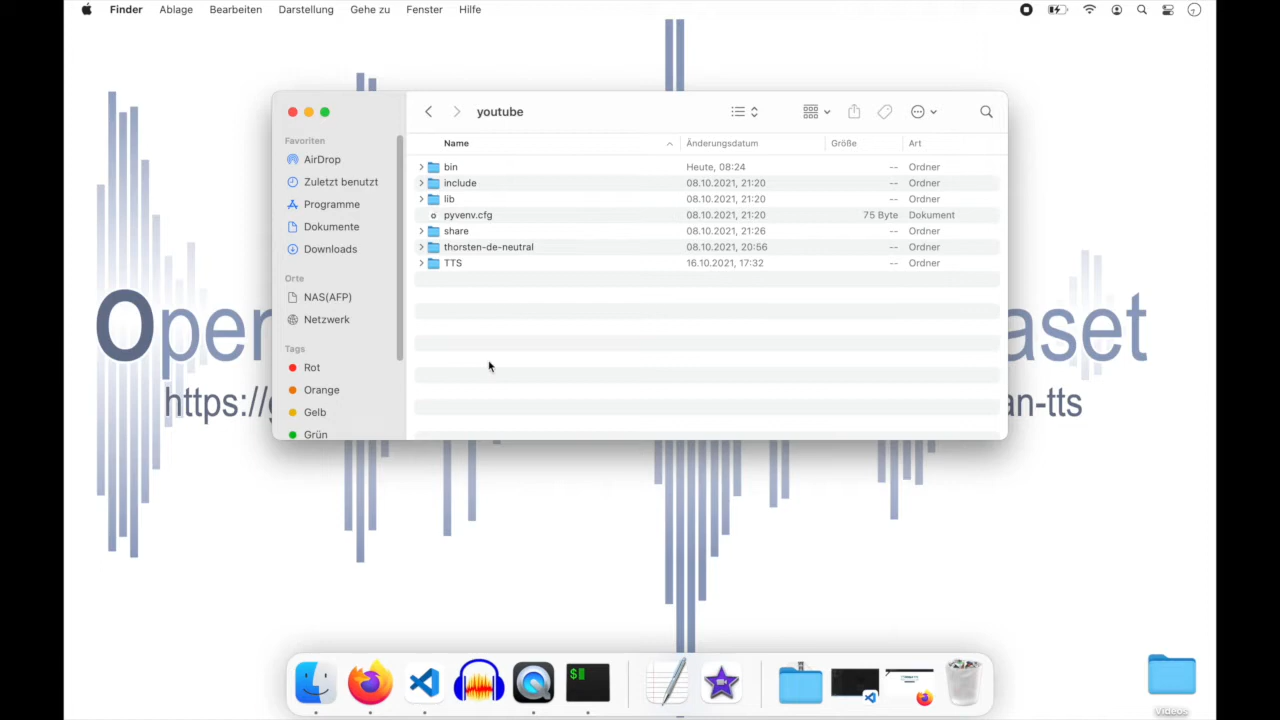 Finder Ablage Bearbeiten Darstellung Gehe zu Fenster Hilfe
youtube
Favoriten
AirDrop
Zuletzt benutzt
Programme
Dokumente
Downloads
Orte
NAS(AFP)
Netzwerk
Tags
Rot
Orange
Gelb
Grün
Name Änderungsdatum Größe Art
bin Heute, 08:24 -- Ordner
include 08.10.2021, 21:20 -- Ordner
lib 08.10.2021, 21:20 -- Ordner
pyvenv.cfg 08.10.2021, 21:20 75 Byte Dokument
share 08.10.2021, 21:26 -- Ordner
thorsten-de-neutral 08.10.2021, 20:56 -- Ordner
TTS 16.10.2021, 17:32 -- Ordner
Oper aset
https://g an-tts
$
Videos